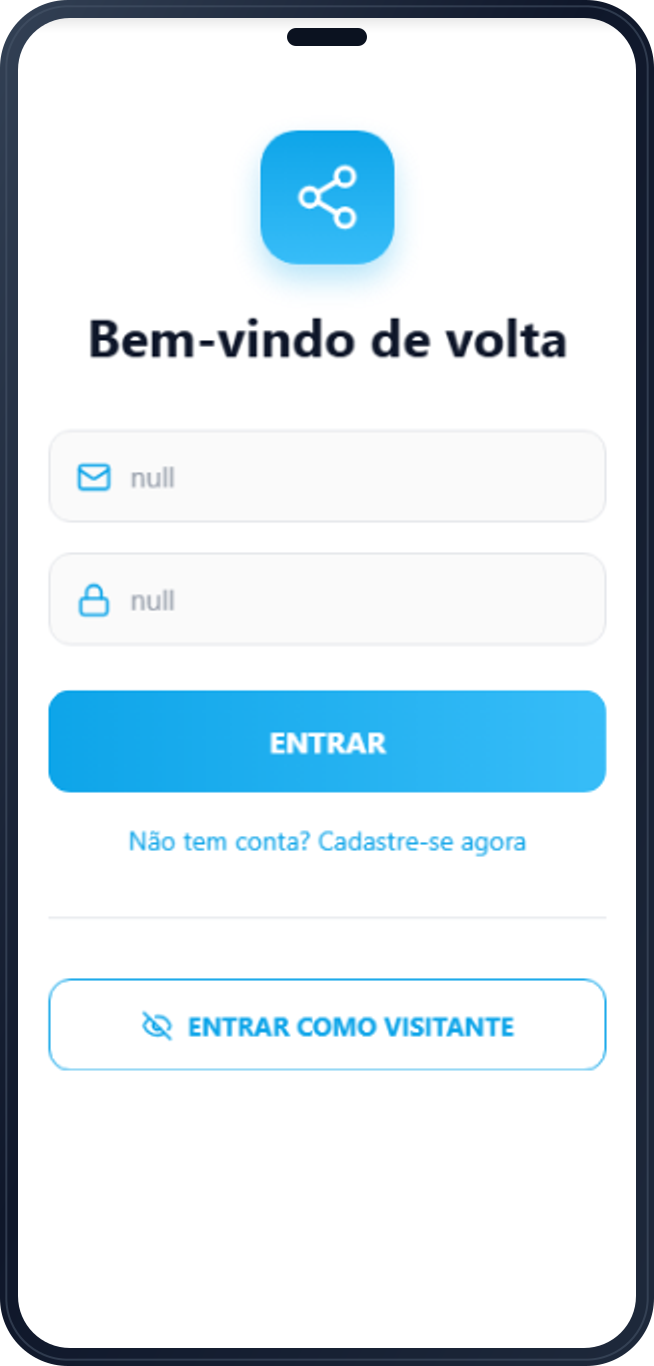 Bem-vindo de volta
null
null
ENTRAR
Não tem conta? Cadastre-se agora
ENTRAR COMO VISITANTE